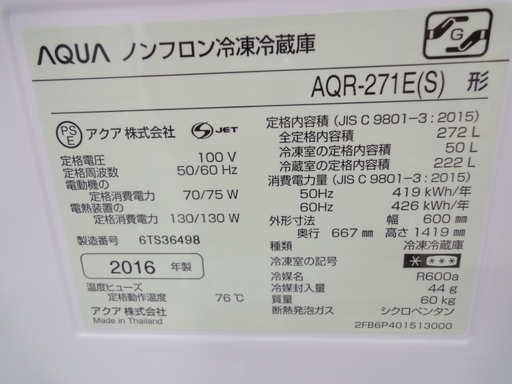 AQUA ノンフロン冷凍冷蔵庫
G
AQR-271E(S) 形
PS E アクア 株式会社 S JET
定格電圧 100 V
定格周波数 50/60 Hz
電動機の
定格消費電力 70/75 W
電熱装置の
定格消費電力 130/130 W
製造番号 6TS36498
2016 年製
温度ヒューズ
定格動作温度 76℃
アクア 株式会社
Made in Thailand
定格内容積 (JIS C 9801-3 : 2015)
全定格内容積 272 L
冷凍室の定格内容積 50 L
冷蔵室の定格内容積 222 L
消費電力量 (JIS C 9801-3 : 2015)
50Hz 419 kWh/年
60Hz 426 kWh/年
外形寸法 幅 600 ㎜
奥行 667 ㎜ 高さ 1419 ㎜
種類 冷凍冷蔵庫
冷凍室の記号 * ***
冷媒名 R600a
冷媒封入量 44 g
質量 60 kg
断熱発泡ガス シクロペンタン
2FB6P401513000